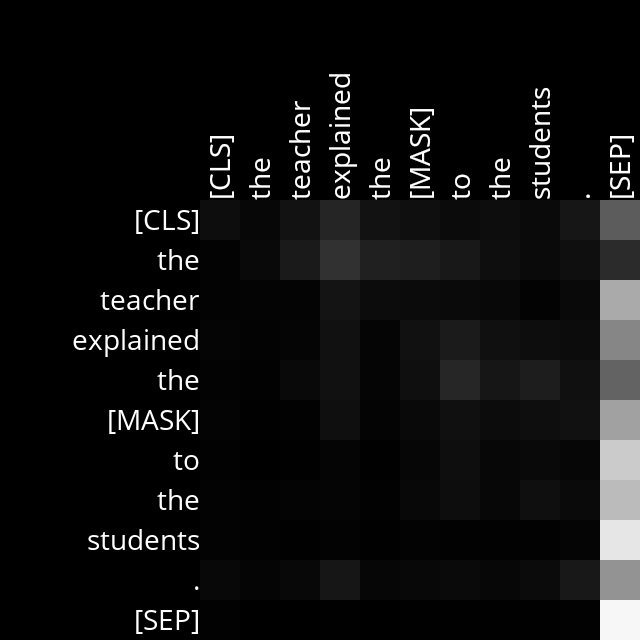 [CLS]
the
teacher
explained
the
[MASK]
to
the
students
.
[SEP]
[CLS]
the
teacher
explained
the
[MASK]
to
the
students
.
[SEP]